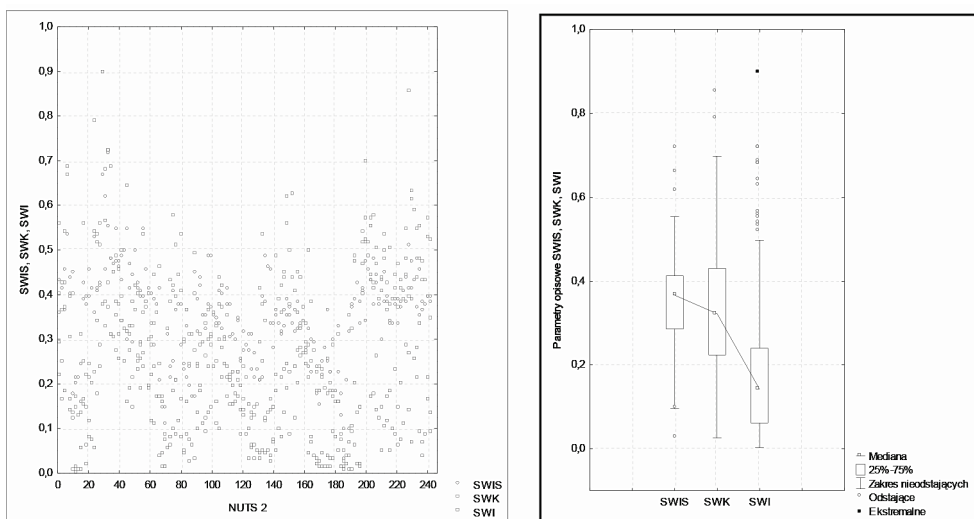 1,0
0,9
0,8
0,7
0,6
0,5
0,4
0,3
0,2
0,1
0,0
SWIS, SWK, SWI
0 20 40 60 80 100 120 140 160 180 200 220 240
NUTS 2
SWIS
SWK
SWI
1,0
0,8
0,6
0,4
0,2
0,0
Parametry opisowe SWIS, SWK, SWI
SWIS SWK SWI
Mediana
25%-75%
Zakres nieodstających
Odstające
Ekstremalne